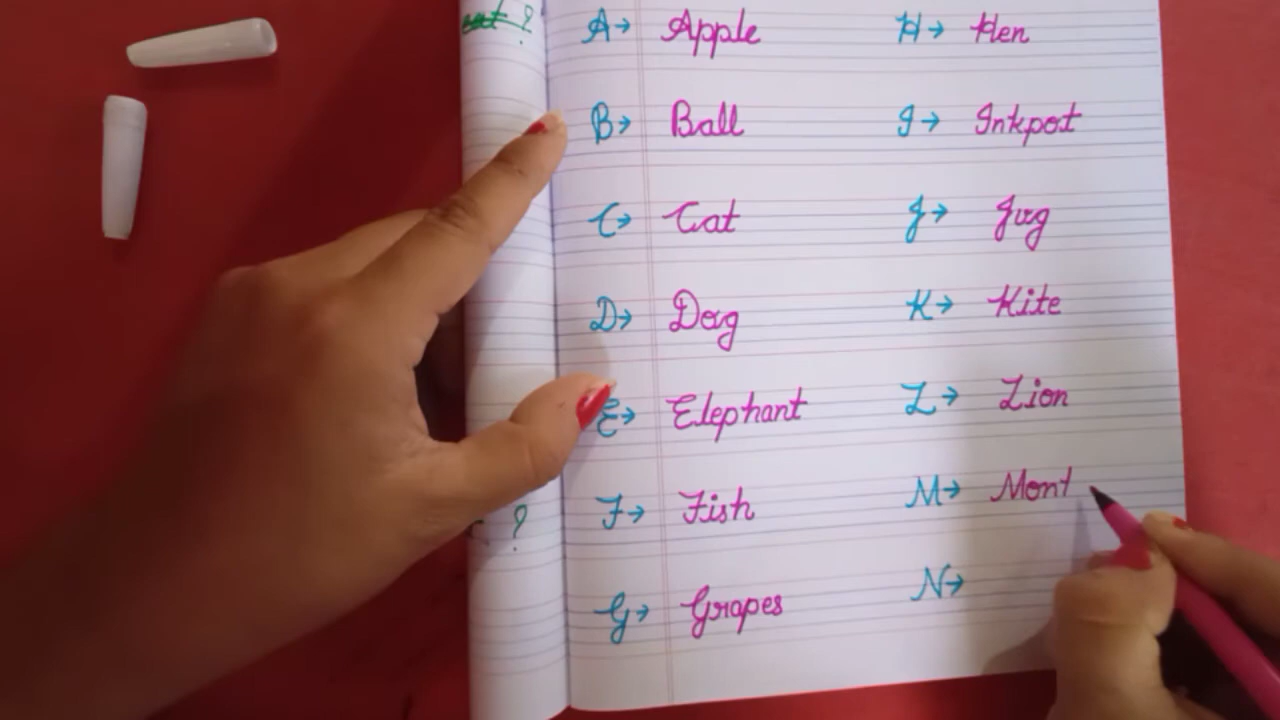 A→ Apple
B→ Ball
C→ Cat
D→ Dog
E→ Elephant
F→ Fish
G→ Grapes
H→ Hen
I→ Inkpot
J→ Jug
K→ Kite
L→ Lion
M→ Mont
N→
?
?